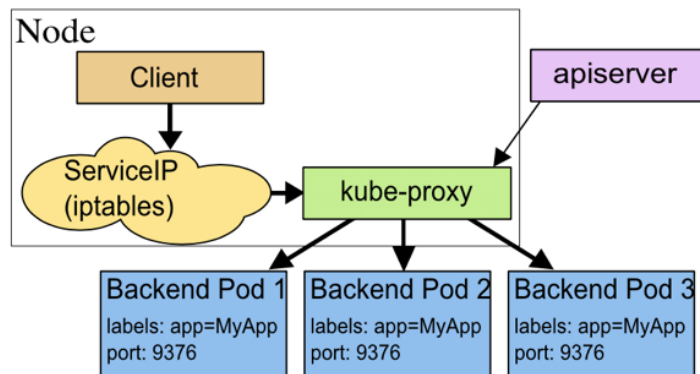 Node
Client
apiserver
ServiceIP
(iptables)
kube-proxy
Backend Pod 1
labels: app=MyApp
port: 9376
Backend Pod 2
labels: app=MyApp
port: 9376
Backend Pod 3
labels: app=MyApp
port: 9376